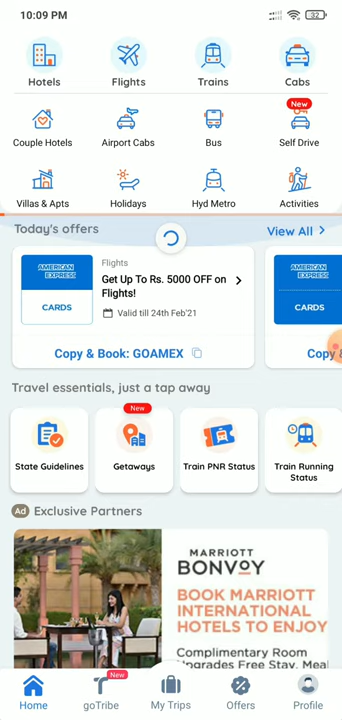 10:09 PM
32
Hotels
Flights
Trains
Cabs
New
Couple Hotels
Airport Cabs
Bus
Self Drive
Villas & Apts
Holidays
Hyd Metro
Activities
Today's offers
View All
AMERICAN EXPRESS
CARDS
Flights
Get Up To Rs. 5000 OFF on
Flights!
Valid till 24th Feb'21
Copy & Book: GOAMEX
AMERICAN EXPRESS
CARDS
Copy &
Travel essentials, just a tap away
New
State Guidelines
Getaways
Train PNR Status
Train Running
Status
Ad Exclusive Partners
MARRIOTT
BONVOY
BOOK MARRIOTT
INTERNATIONAL
HOTELS TO ENJOY
Complimentary Room
Upgrades Free Stay, Meal
Home
goTribe
New
My Trips
Offers
Profile